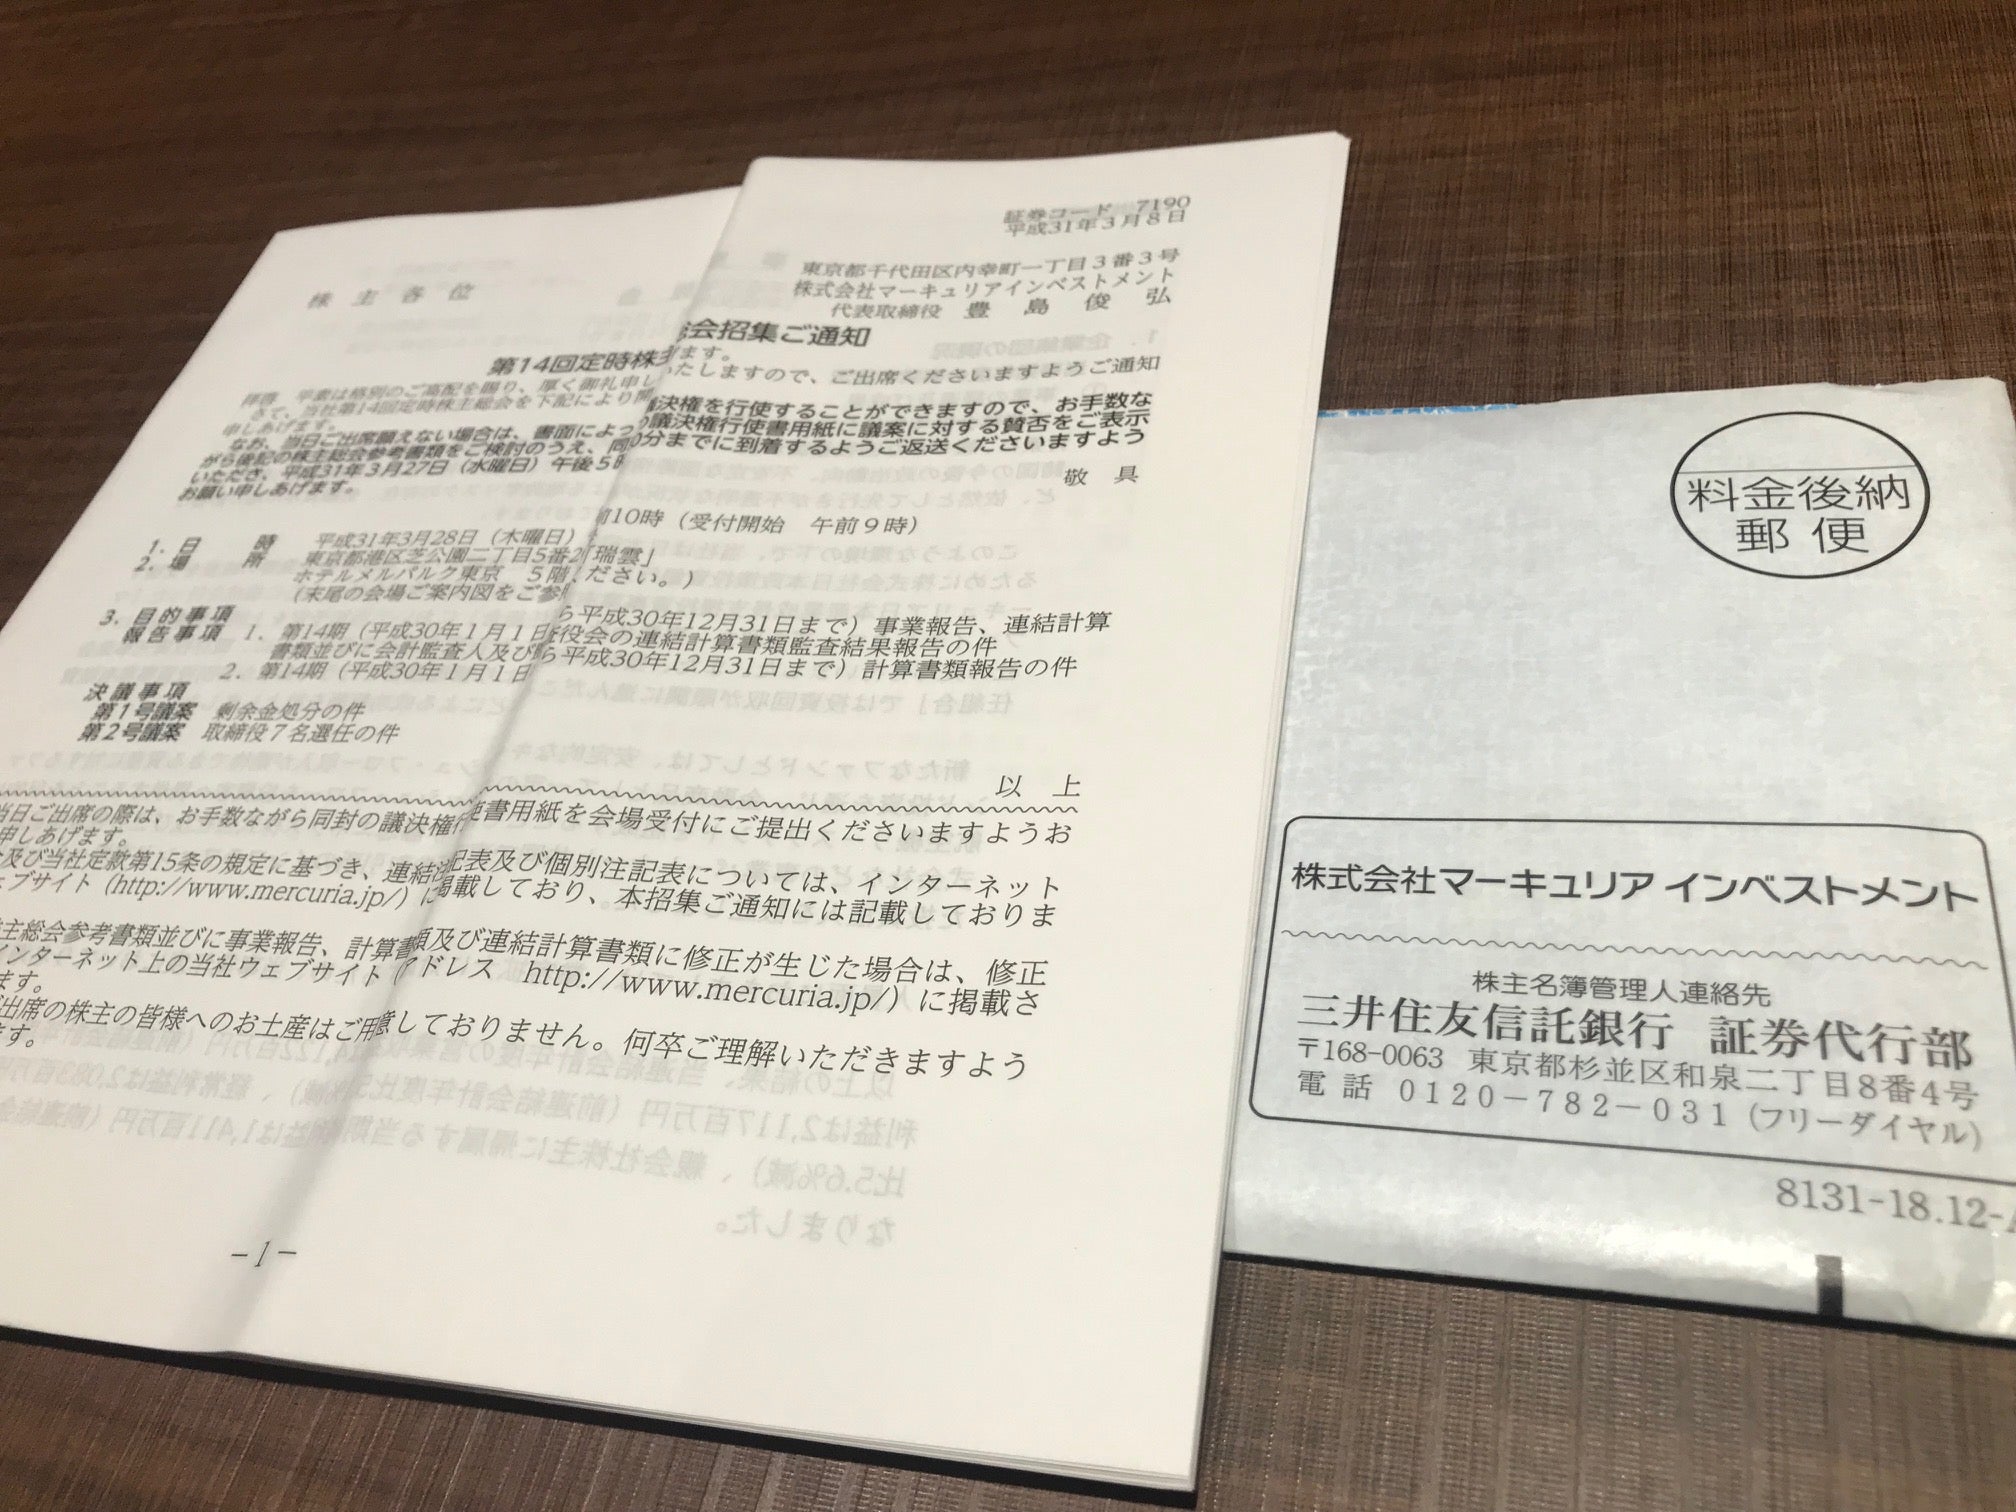 証券コード 7190
平成31年3月8日
株主各位
東京都千代田区内幸町一丁目3番3号
株式会社マーキュリアインベストメント
代表取締役 豊島俊弘
第14回定時株 会招集ご通知
拝啓 平素は格別のご高配を賜り、厚く御礼申し ます。
さて、当社第14回定時株主総会を下記により開 いたしますので、ご出席くださいますようご通知
申しあげます。
なお、当日ご出席願えない場合は、書面によっ 決権を行使することができますので、お手数な
がら後記の株主総会参考書類をご検討のうえ、同 議決権行使書用紙に議案に対する賛否をご表示
いただき、平成31年3月27日（水曜日）午後5時 分までに到着するようご返送くださいますよう
お願い申しあげます。
敬具
1. 日時 平成31年3月28日（木曜日） 前10時（受付開始 午前9時）
2. 場所 東京都港区芝公園二丁目5番2 「瑞雲」
ホテルメルパルク東京 5階
（末尾の会場ご案内図をご参 ください。）
3. 目的事項
報告事項 1. 第14期（平成30年1月1日 ら平成30年12月31日まで）事業報告、連結計算
書類並びに会計監査人及び 役会の連結計算書類監査結果報告の件
2. 第14期（平成30年1月1日 ら平成30年12月31日まで）計算書類報告の件
決議事項
第1号議案 剰余金処分の件
第2号議案 取締役7名選任の件
以上
当日ご出席の際は、お手数ながら同封の議決権行 使書用紙を会場受付にご提出くださいますようお
申しあげます。
及び当社定款第15条の規定に基づき、連結注 記表及び個別注記表については、インターネット
ェブサイト（http://www.mercuria.jp/）に 掲載しており、本招集ご通知には記載しておりま
主総会参考書類並びに事業報告、計算書 類及び連結計算書類に修正が生じた場合は、修正
インターネット上の当社ウェブサイト（ア ドレス http://www.mercuria.jp/）に掲載さ
ます。
出席の株主の皆様へのお土産はご用 意しておりません。何卒ご理解いただきますよう
ます。
－1－
料金後納
郵便
株式会社マーキュリア インベストメント
株主名簿管理人連絡先
三井住友信託銀行 証券代行部
〒168-0063 東京都杉並区和泉二丁目8番4号
電話 0120－782－031（フリーダイヤル）
8131-18.12-A